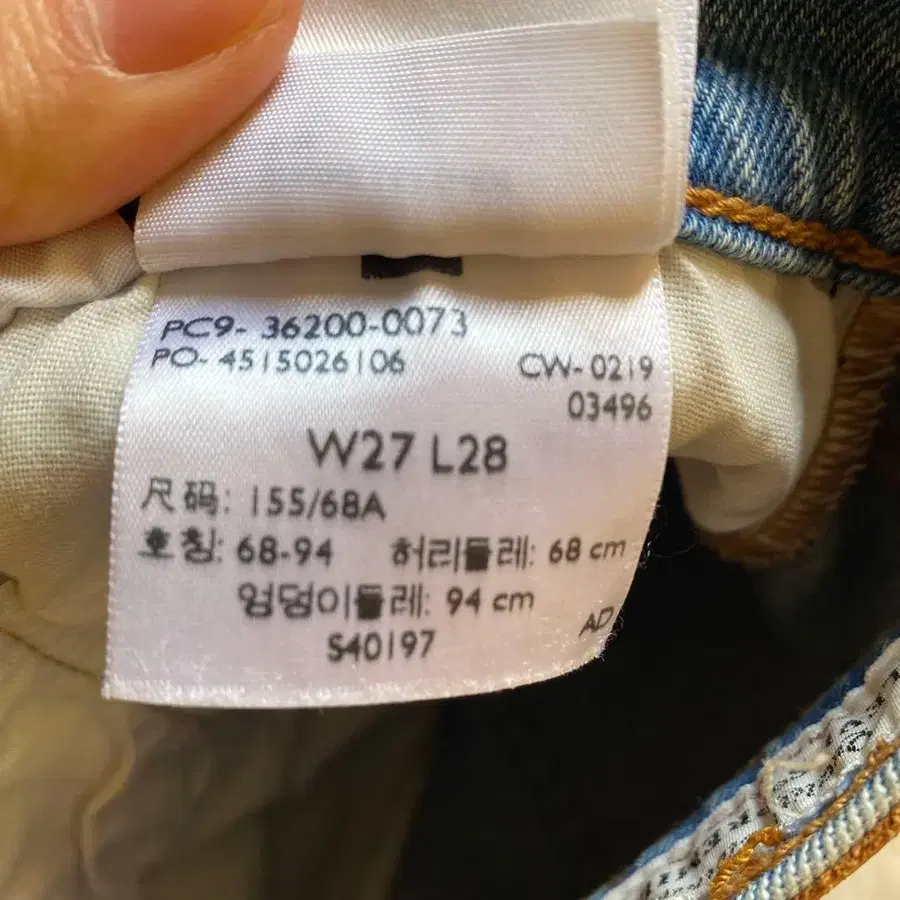 PC9- 36200-0073
PO- 4515026106
CW- 0219
03496
W27 L28
尺码: 155/68A
호칭: 68-94 허리둘레: 68 cm
엉덩이둘레: 94 cm
S40197
AD